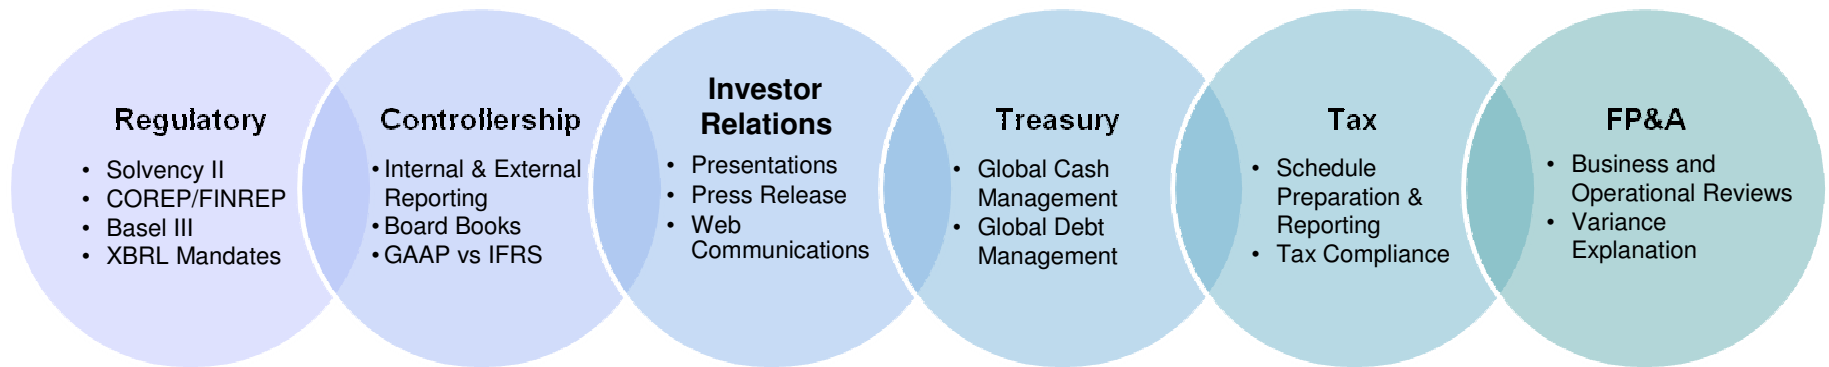 Regulatory
• Solvency II
• COREP/FINREP
• Basel III
• XBRL Mandates
Controllership
• Internal & External
Reporting
• Board Books
• GAAP vs IFRS
Investor
Relations
• Presentations
• Press Release
• Web
Communications
Treasury
• Global Cash
Management
• Global Debt
Management
Tax
• Schedule
Preparation &
Reporting
• Tax Compliance
FP&A
• Business and
Operational Reviews
• Variance
Explanation